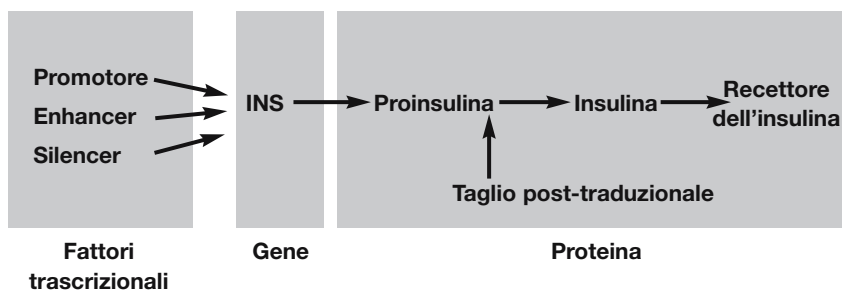 Promotore
Enhancer
Silencer
INS
Proinsulina
Insulina
Recettore
dell'insulina
Taglio post-traduzionale
Fattori
trascrizionali
Gene
Proteina